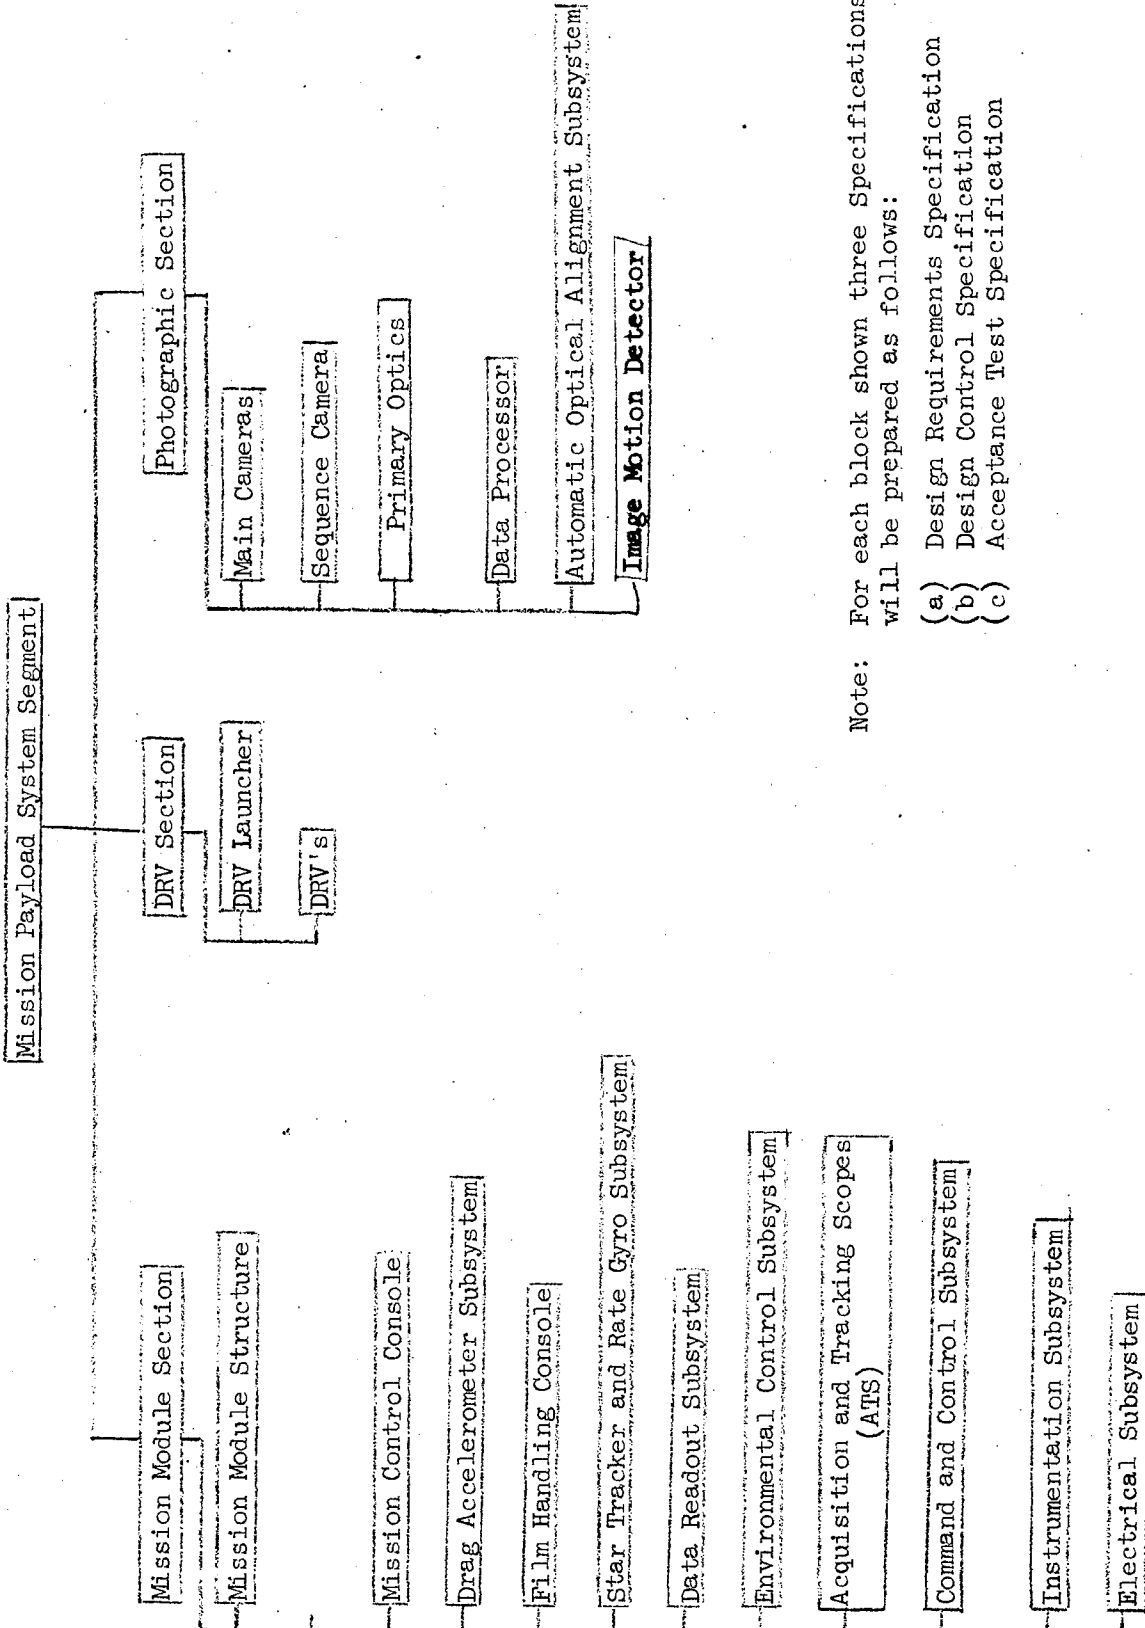 Mission Payload System Segment
Mission Module Section
Mission Module Structure
Mission Control Console
Drag Accelerometer Subsystem
Film Handling Console
Star Tracker and Rate Gyro Subsystem
Data Readout Subsystem
Environmental Control Subsystem
Acquisition and Tracking Scopes
(ATS)
Command and Control Subsystem
Instrumentation Subsystem
Electrical Subsystem
DRV Section
DRV Launcher
DRV's
Photographic Section
Main Cameras
Sequence Camera
Primary Optics
Data Processor
Automatic Optical Alignment Subsystem
Image Motion Detector
Note: For each block shown three Specifications
will be prepared as follows:
(a) Design Requirements Specification
(b) Design Control Specification
(c) Acceptance Test Specification